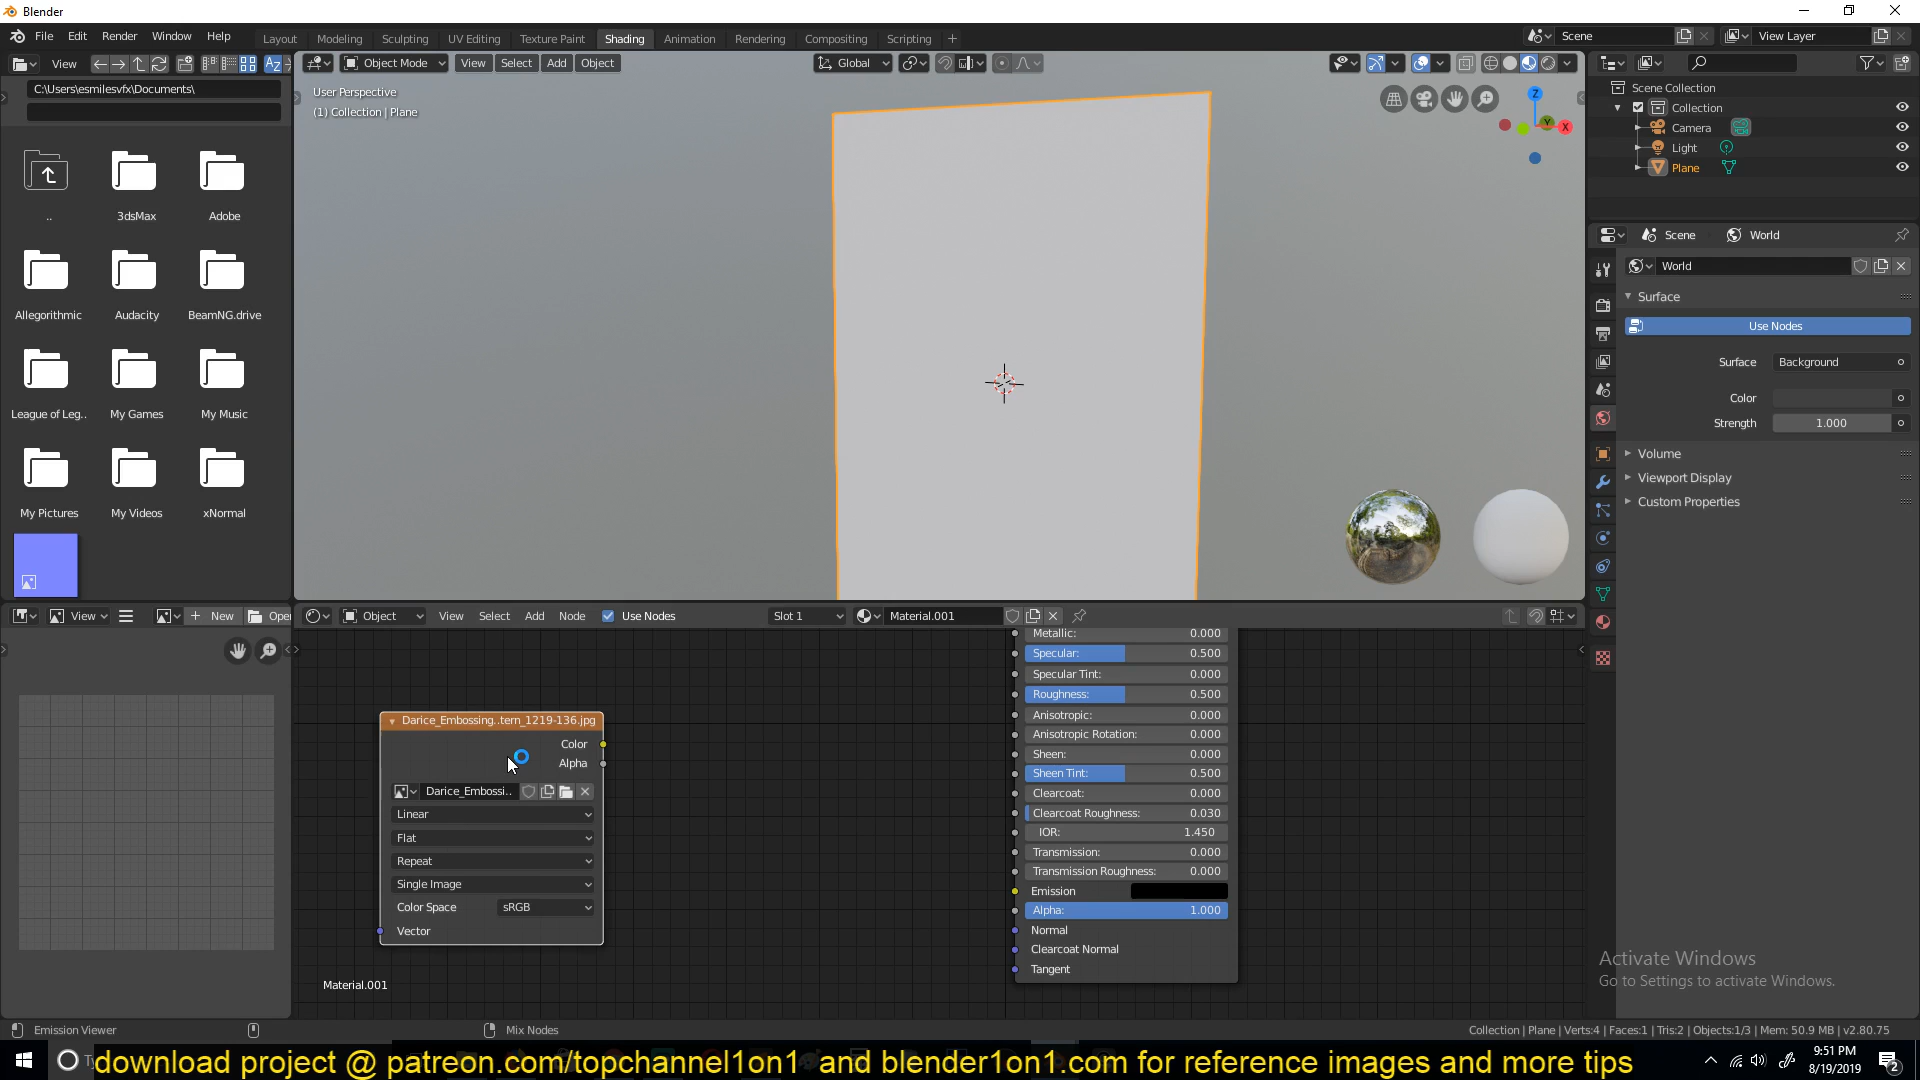 Blender
File Edit Render Window Help
Layout Modeling Sculpting UV Editing Texture Paint Shading Animation Rendering Compositing Scripting +
Scene
View Layer
View
Object Mode
View Select Add Object
Global
C:\Users\esmilesvfx\Documents\
..
3dsMax
Adobe
Allegorithmic
Audacity
BeamNG.drive
League of Leg..
My Games
My Music
My Pictures
My Videos
xNormal
User Perspective
(1) Collection | Plane
Z
Y
X
Scene Collection
Collection
Camera
Light
Plane
Scene
World
World
Surface
Use Nodes
Surface Background
Color
Strength 1.000
Volume
Viewport Display
Custom Properties
View
New
Open
Object
View Select Add Node
Use Nodes
Slot 1
Material.001
Darice_Embossing..tern_1219-136.jpg
Color
Alpha
Darice_Embossi..
Linear
Flat
Repeat
Single Image
Color Space sRGB
Vector
Material.001
Metallic: 0.000
Specular: 0.500
Specular Tint: 0.000
Roughness: 0.500
Anisotropic: 0.000
Anisotropic Rotation: 0.000
Sheen: 0.000
Sheen Tint: 0.500
Clearcoat: 0.000
Clearcoat Roughness: 0.030
IOR: 1.450
Transmission: 0.000
Transmission Roughness: 0.000
Emission
Alpha: 1.000
Normal
Clearcoat Normal
Tangent
Activate Windows
Go to Settings to activate Windows.
Emission Viewer
Mix Nodes
Collection | Plane | Verts:4 | Faces:1 | Tris:2 | Objects:1/3 | Mem: 50.9 MB | v2.80.75
download project @ patreon.com/topchannel1on1 and blender1on1.com for reference images and more tips
9:51 PM
8/19/2019
2